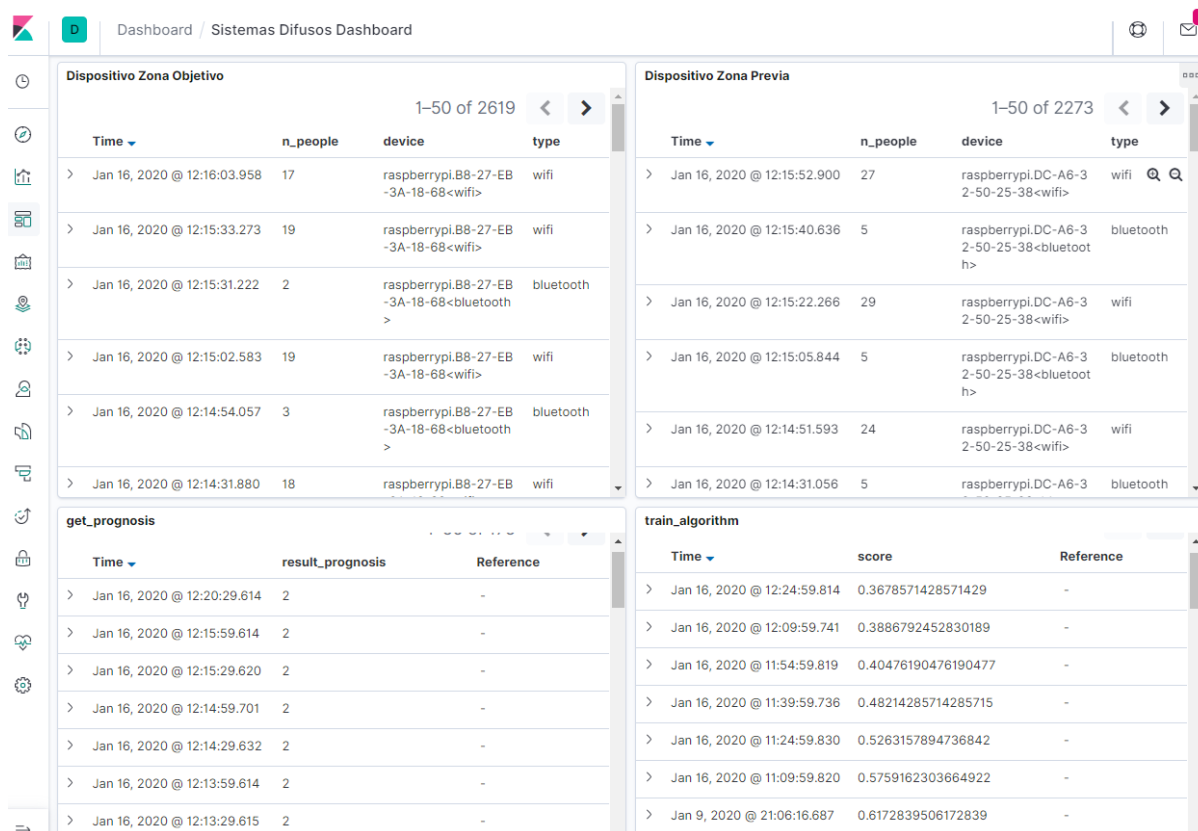 D Dashboard / Sistemas Difusos Dashboard
Dispositivo Zona Objetivo
1–50 of 2619
Time n_people device type
Jan 16, 2020 @ 12:16:03.958 17 raspberrypi.B8-27-EB wifi
-3A-18-68<wifi>
Jan 16, 2020 @ 12:15:33.273 19 raspberrypi.B8-27-EB wifi
-3A-18-68<wifi>
Jan 16, 2020 @ 12:15:31.222 2 raspberrypi.B8-27-EB bluetooth
-3A-18-68<bluetooth
>
Jan 16, 2020 @ 12:15:02.583 19 raspberrypi.B8-27-EB wifi
-3A-18-68<wifi>
Jan 16, 2020 @ 12:14:54.057 3 raspberrypi.B8-27-EB bluetooth
-3A-18-68<bluetooth
>
Jan 16, 2020 @ 12:14:31.880 18 raspberrypi.B8-27-EB wifi
Dispositivo Zona Previa
1–50 of 2273
Time n_people device type
Jan 16, 2020 @ 12:15:52.900 27 raspberrypi.DC-A6-3 wifi
2-50-25-38<wifi>
Jan 16, 2020 @ 12:15:40.636 5 raspberrypi.DC-A6-3 bluetooth
2-50-25-38<bluetoot
h>
Jan 16, 2020 @ 12:15:22.266 29 raspberrypi.DC-A6-3 wifi
2-50-25-38<wifi>
Jan 16, 2020 @ 12:15:05.844 5 raspberrypi.DC-A6-3 bluetooth
2-50-25-38<bluetoot
h>
Jan 16, 2020 @ 12:14:51.593 24 raspberrypi.DC-A6-3 wifi
2-50-25-38<wifi>
Jan 16, 2020 @ 12:14:31.056 5 raspberrypi.DC-A6-3 bluetooth
get_prognosis
Time result_prognosis Reference
Jan 16, 2020 @ 12:20:29.614 2 -
Jan 16, 2020 @ 12:15:59.614 2 -
Jan 16, 2020 @ 12:15:29.620 2 -
Jan 16, 2020 @ 12:14:59.701 2 -
Jan 16, 2020 @ 12:14:29.632 2 -
Jan 16, 2020 @ 12:13:59.614 2 -
Jan 16, 2020 @ 12:13:29.615 2 -
train_algorithm
Time score Reference
Jan 16, 2020 @ 12:24:59.814 0.3678571428571429 -
Jan 16, 2020 @ 12:09:59.741 0.3886792452830189 -
Jan 16, 2020 @ 11:54:59.819 0.40476190476190477 -
Jan 16, 2020 @ 11:39:59.736 0.48214285714285715 -
Jan 16, 2020 @ 11:24:59.830 0.5263157894736842 -
Jan 16, 2020 @ 11:09:59.820 0.5759162303664922 -
Jan 9, 2020 @ 21:06:16.687 0.6172839506172839 -